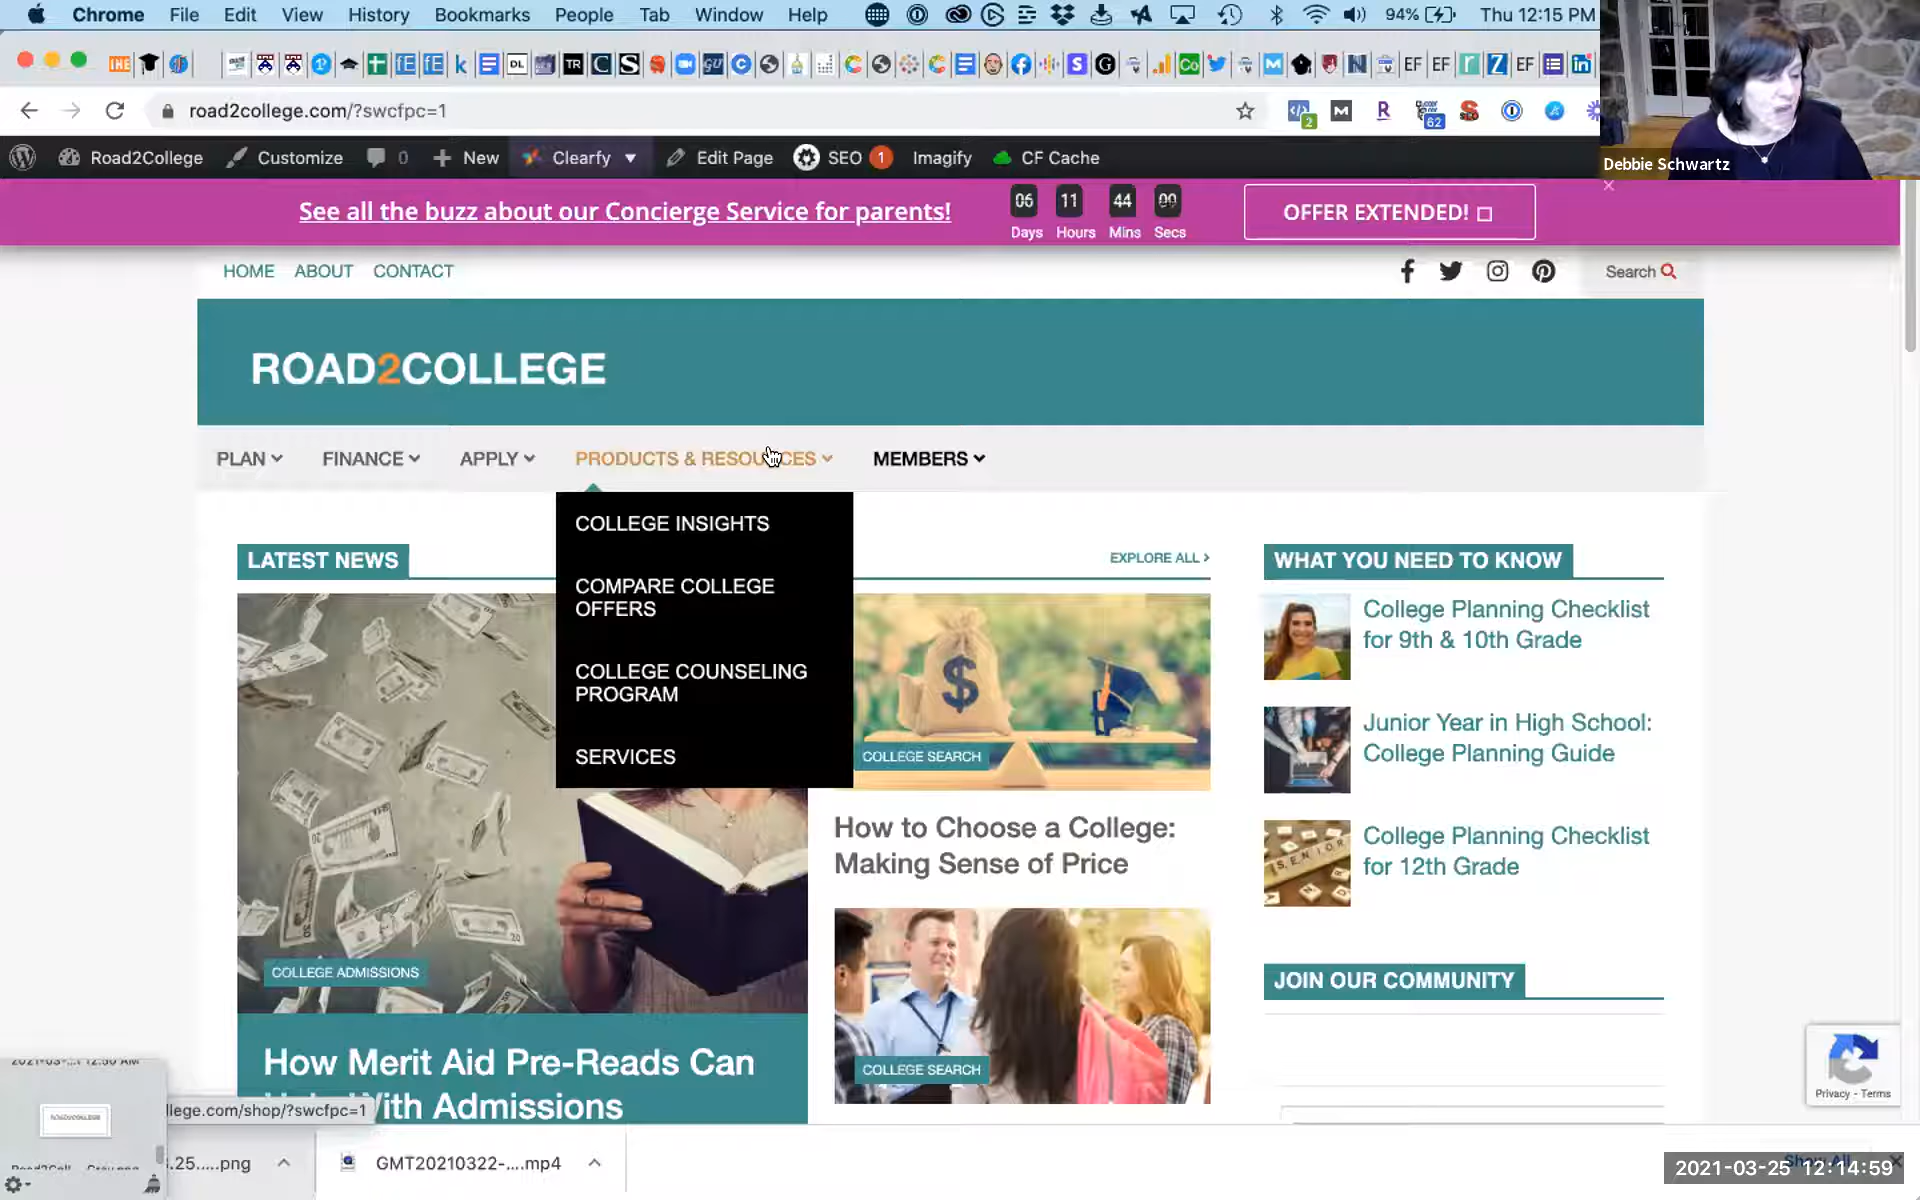 Chrome File Edit View History Bookmarks People Tab Window Help 94% Thu 12:15 PM
road2college.com/?swcfpc=1
Debbie Schwartz
Road2College Customize 0 + New Clearfy ▼ Edit Page SEO 1 Imagify CF Cache
See all the buzz about our Concierge Service for parents!
06 11 44
Days Hours Mins Secs
OFFER EXTENDED!
HOME ABOUT CONTACT
Search
ROAD2COLLEGE
PLAN FINANCE APPLY PRODUCTS & RESOURCES MEMBERS
COLLEGE INSIGHTS
COMPARE COLLEGE
OFFERS
COLLEGE COUNSELING
PROGRAM
SERVICES
LATEST NEWS
EXPLORE ALL >
COLLEGE ADMISSIONS
How Merit Aid Pre-Reads Can
With Admissions
COLLEGE SEARCH
How to Choose a College:
Making Sense of Price
COLLEGE SEARCH
WHAT YOU NEED TO KNOW
College Planning Checklist
for 9th & 10th Grade
Junior Year in High School:
College Planning Guide
College Planning Checklist
for 12th Grade
JOIN OUR COMMUNITY
Privacy - Terms
llege.com/shop/?swcfpc=1
.25.....png
GMT20210322-....mp4
Show All
2021-03-25 12:14:59